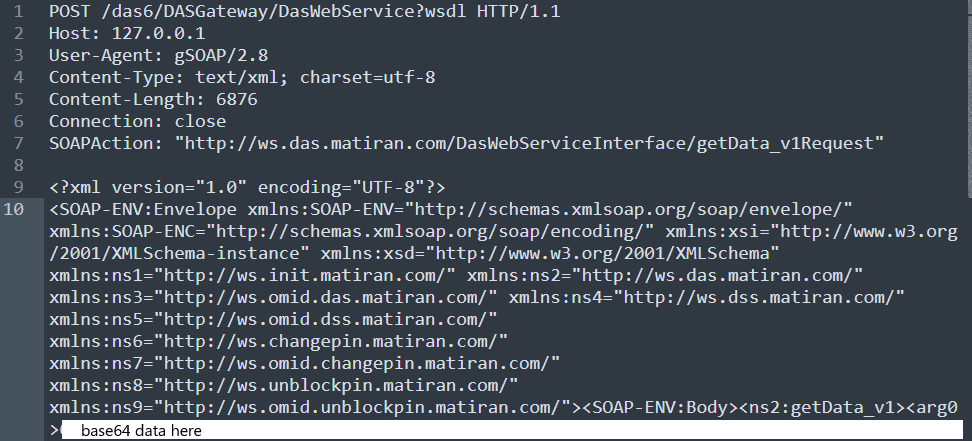 1 POST /das6/DASGateway/DasWebService?wsdl HTTP/1.1
2 Host: 127.0.0.1
3 User-Agent: gSOAP/2.8
4 Content-Type: text/xml; charset=utf-8
5 Content-Length: 6876
6 Connection: close
7 SOAPAction: "http://ws.das.matiran.com/DasWebServiceInterface/getData_v1Request"
8
9 <?xml version="1.0" encoding="UTF-8"?>
10 <SOAP-ENV:Envelope xmlns:SOAP-ENV="http://schemas.xmlsoap.org/soap/envelope/"
xmlns:SOAP-ENC="http://schemas.xmlsoap.org/soap/encoding/" xmlns:xsi="http://www.w3.org
/2001/XMLSchema-instance" xmlns:xsd="http://www.w3.org/2001/XMLSchema"
xmlns:ns1="http://ws.init.matiran.com/" xmlns:ns2="http://ws.das.matiran.com/"
xmlns:ns3="http://ws.omid.das.matiran.com/" xmlns:ns4="http://ws.dss.matiran.com/"
xmlns:ns5="http://ws.omid.dss.matiran.com/"
xmlns:ns6="http://ws.changepin.matiran.com/"
xmlns:ns7="http://ws.omid.changepin.matiran.com/"
xmlns:ns8="http://ws.unblockpin.matiran.com/"
xmlns:ns9="http://ws.omid.unblockpin.matiran.com/"><SOAP-ENV:Body><ns2:getData_v1><arg0
> base64 data here